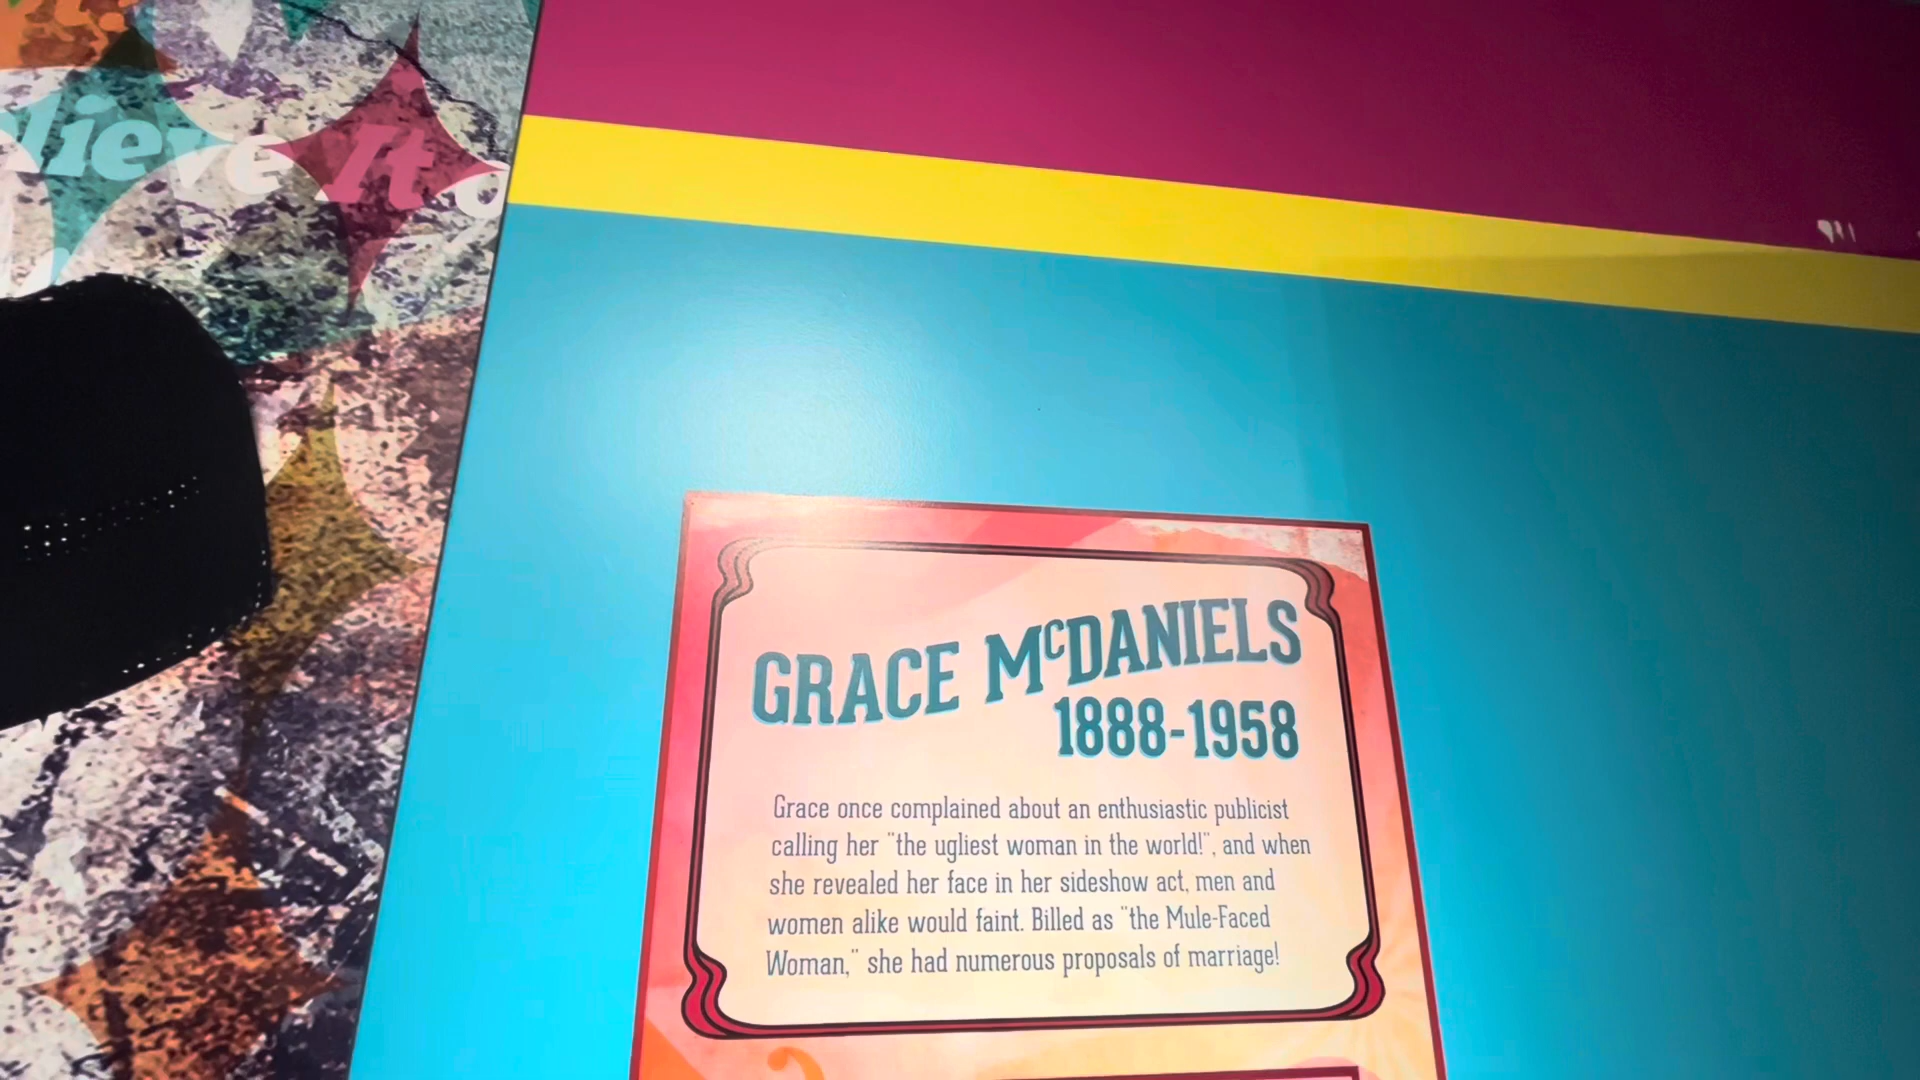 lieve It
GRACE McDANIELS
1888-1958
Grace once complained about an enthusiastic publicist
calling her "the ugliest woman in the world!", and when
she revealed her face in her sideshow act, men and
women alike would faint. Billed as "the Mule-Faced
Woman," she had numerous proposals of marriage!